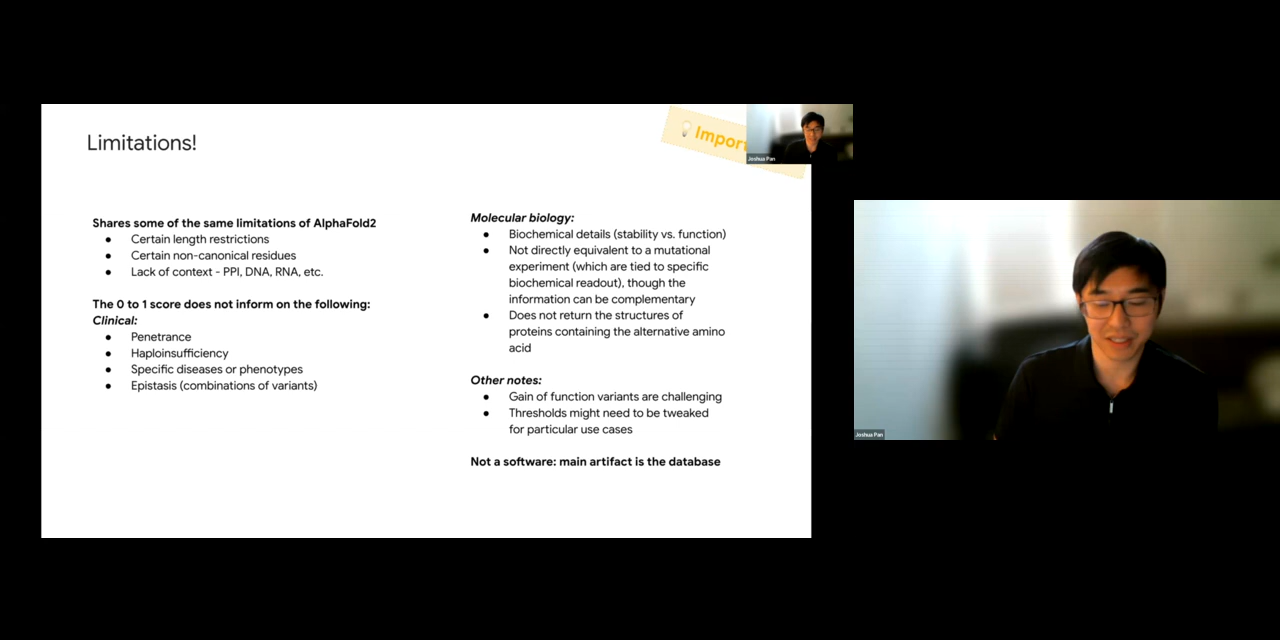 Limitations!
Shares some of the same limitations of AlphaFold2
● Certain length restrictions
● Certain non-canonical residues
● Lack of context - PPI, DNA, RNA, etc.
The 0 to 1 score does not inform on the following:
Clinical:
● Penetrance
● Haploinsufficiency
● Specific diseases or phenotypes
● Epistasis (combinations of variants)
Molecular biology:
● Biochemical details (stability vs. function)
● Not directly equivalent to a mutational
experiment (which are tied to specific
biochemical readout), though the
information can be complementary
● Does not return the structures of
proteins containing the alternative amino
acid
Other notes:
● Gain of function variants are challenging
● Thresholds might need to be tweaked
for particular use cases
Not a software: main artifact is the database
Joshua Pan
Joshua Pan